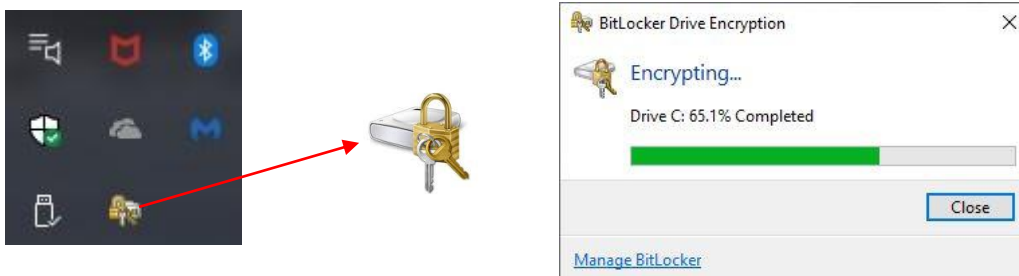 BitLocker Drive Encryption
Encrypting...
Drive C: 65.1% Completed
Close
Manage BitLocker